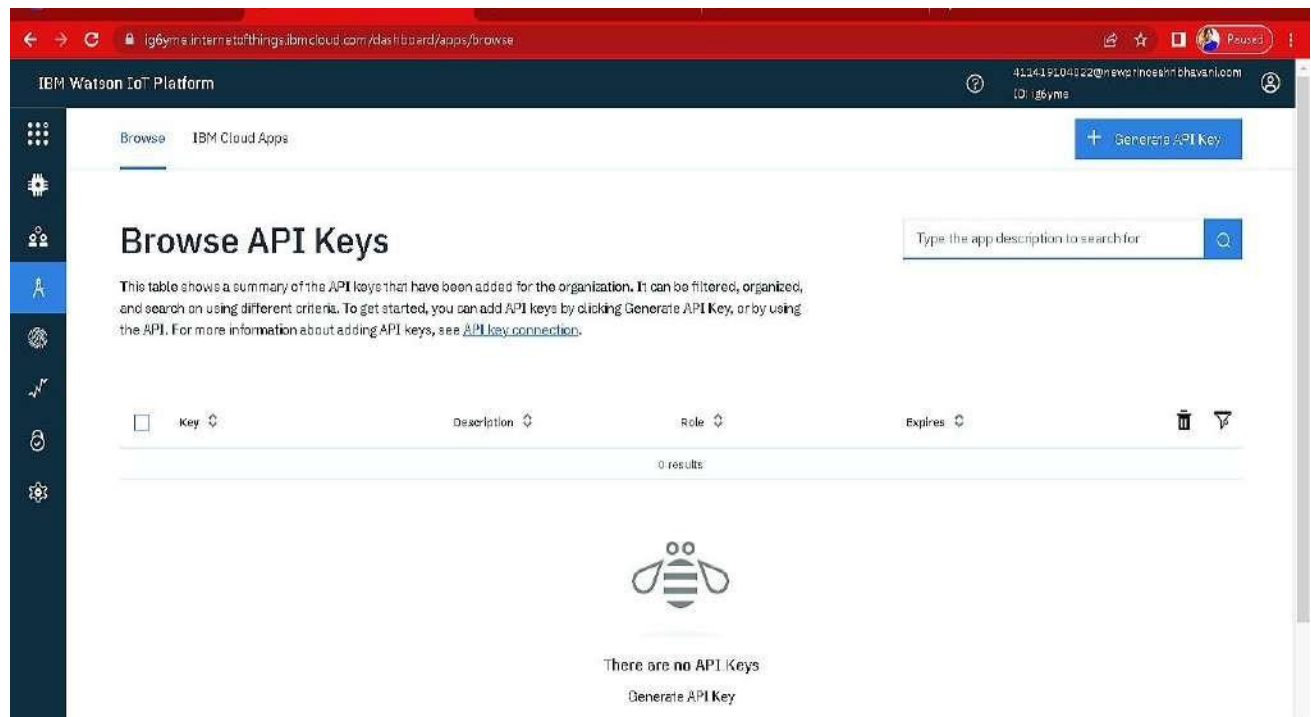 ig6yme.internetofthings.ibmcloud.com/dashboard/apps/browse
Paused
IBM Watson IoT Platform
411419104022@newprinceshribhavani.com
ID: ig6yme
Browse IBM Cloud Apps
+ Generate API Key
Browse API Keys
Type the app description to search for
This table shows a summary of the API keys that have been added for the organization. It can be filtered, organized,
and search on using different criteria. To get started, you can add API keys by clicking Generate API Key, or by using
the API. For more information about adding API keys, see API key connection.
Key Description Role Expires
0 results
There are no API Keys
Generate API Key